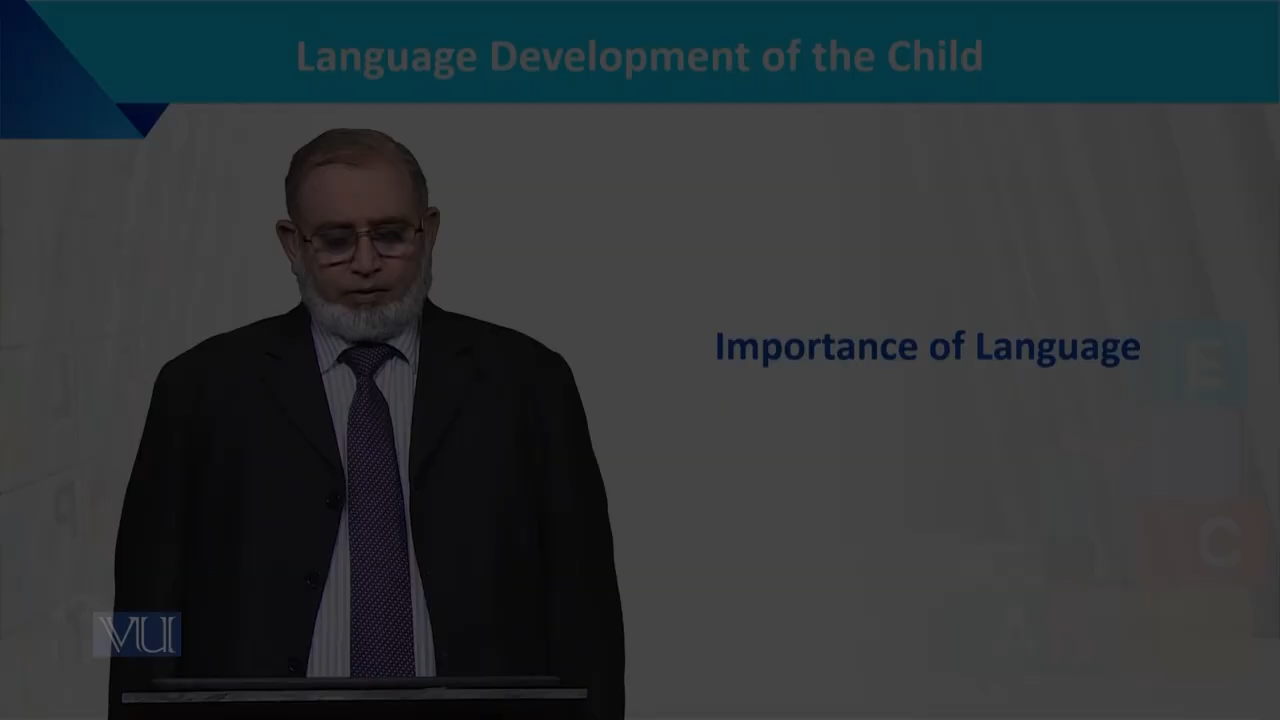 Language Development of the Child
Importance of Language
E
C
VU